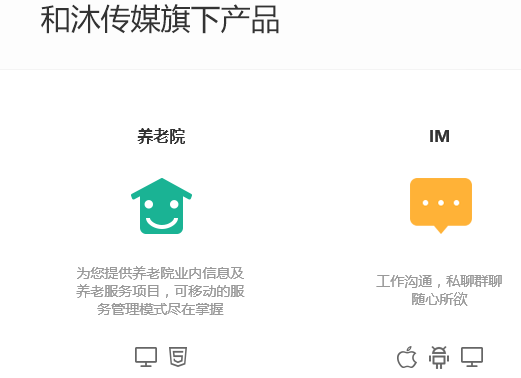 和沐传媒旗下产品
养老院
IM
为您提供养老院业内信息及
养老服务项目，可移动的服
务管理模式尽在掌握
工作沟通，私聊群聊
随心所欲